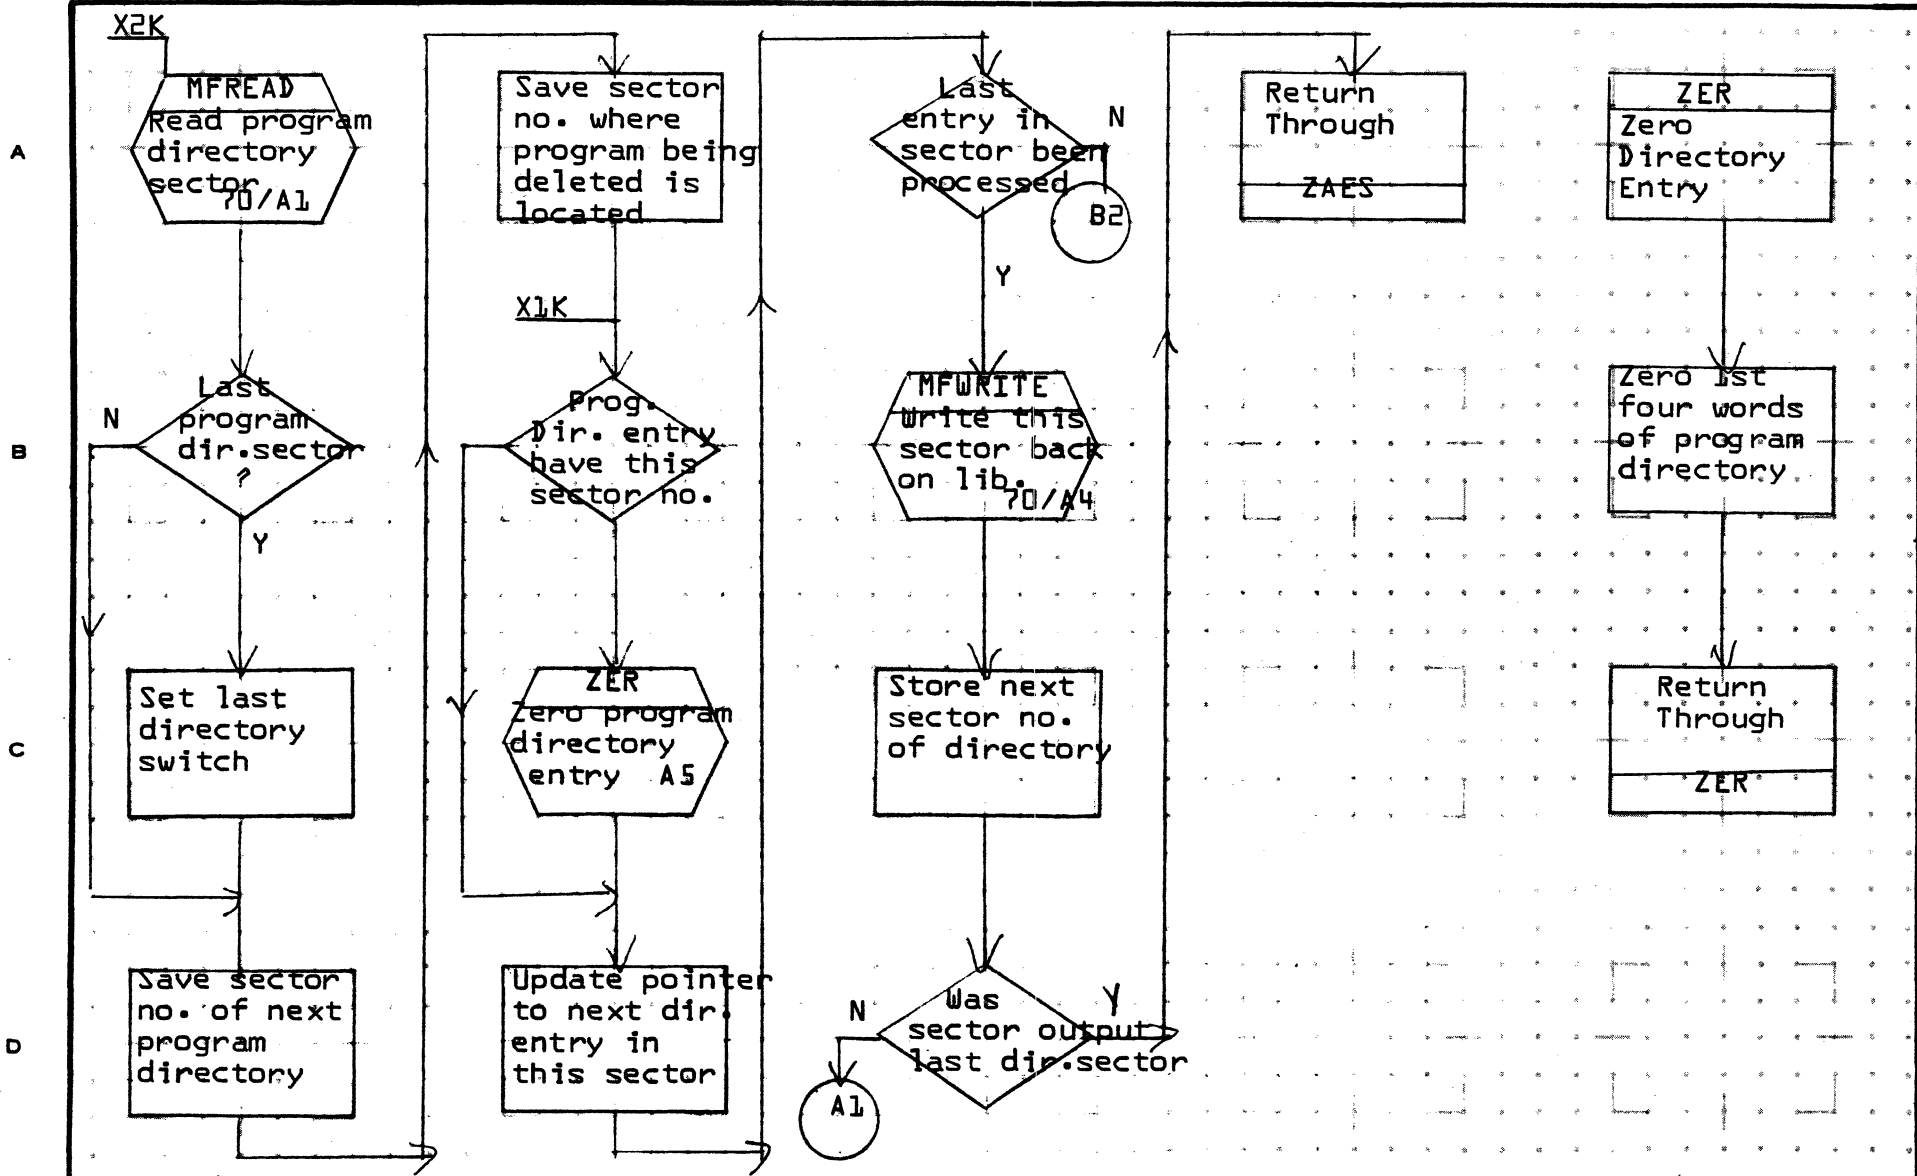 X2K
MFREAD
Read program
directory
sector
70/A1
Last
program
dir.sector
?
N
Y
Set last
directory
switch
Save sector
no. of next
program
directory
Save sector
no. where
program being
deleted is
located
X1K
Prog.
Dir. entry
have this
sector no.
ZER
Zero program
directory
entry A5
Update pointer
to next dir.
entry in
this sector
Last
entry in
sector been
processed
N
B2
Y
MFWRITE
Write this
sector back
on lib.
70/A4
Store next
sector no.
of directory
Was
sector output
last dir.sector
N
Y
A1
Return
Through
ZAES
ZER
Zero
Directory
Entry
Zero 1st
four words
of program
directory
Return
Through
ZER
A
B
C
D